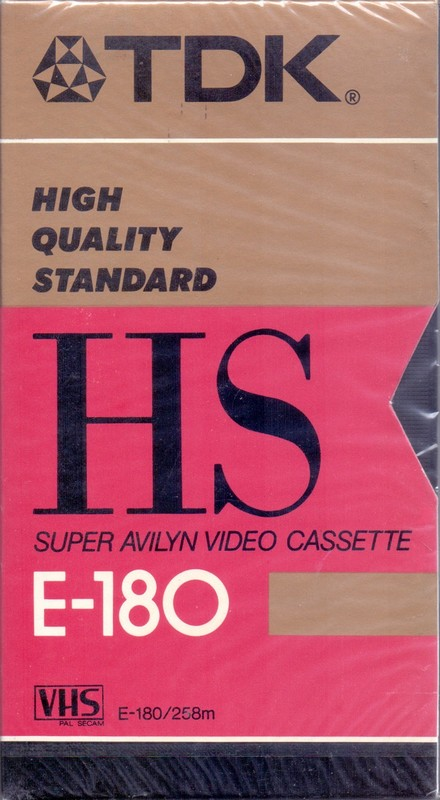 TDK®
HIGH
QUALITY
STANDARD
HS
SUPER AVILYN VIDEO CASSETTE
E-180
VHS
PAL SECAM
E-180/258m